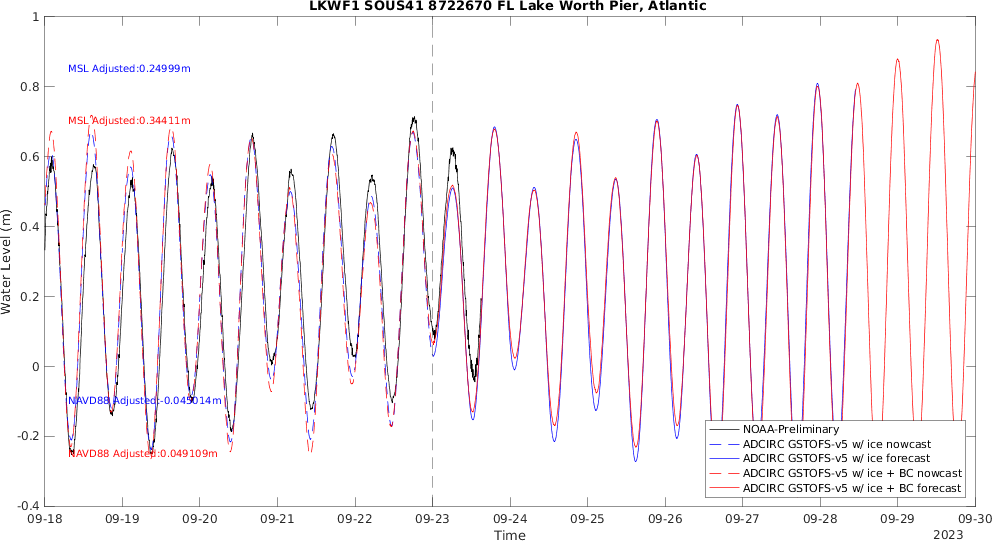 LKWF1 SOUS41 8722670 FL Lake Worth Pier, Atlantic
Water Level (m)
1
0.8
0.6
0.4
0.2
0
-0.2
-0.4
MSL Adjusted:0.24999m
MSL Adjusted:0.34411m
NAVD88 Adjusted:-0.045014m
NAVD88 Adjusted:0.049109m
NOAA-Preliminary
ADCIRC GSTOFS-v5 w/ ice nowcast
ADCIRC GSTOFS-v5 w/ ice forecast
ADCIRC GSTOFS-v5 w/ ice + BC nowcast
ADCIRC GSTOFS-v5 w/ ice + BC forecast
09-18 09-19 09-20 09-21 09-22 09-23 09-24 09-25 09-26 09-27 09-28 09-29 09-30
Time
2023